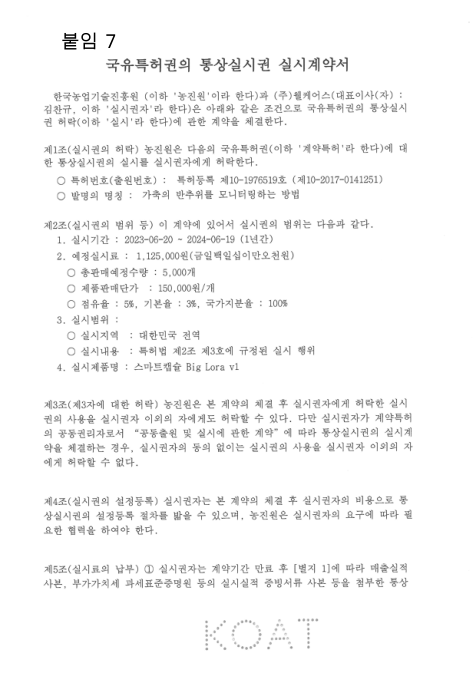 붙임 7
국유특허권의 통상실시권 실시계약서
한국농업기술진흥원 (이하 '농진원'이라 한다)과 (주)웰케어스(대표이사(자) :
김찬규, 이하 '실시권자'라 한다)은 아래와 같은 조건으로 국유특허권의 통상실시
권 허락(이하 '실시'라 한다)에 관한 계약을 체결한다.
제1조(실시권의 허락) 농진원은 다음의 국유특허권(이하 '계약특허'라 한다)에 대
한 통상실시권의 실시를 실시권자에게 허락한다.
○ 특허번호(출원번호) : 특허등록 제10-1976519호 (제10-2017-0141251)
○ 발명의 명칭 : 가축의 반추위를 모니터링하는 방법
제2조(실시권의 범위 등) 이 계약에 있어서 실시권의 범위는 다음과 같다.
1. 실시기간 : 2023-06-20 - 2024-06-19 (1년간)
2. 예정실시료 : 1,125,000원(금일백일십이만오천원)
○ 총판매예정수량 : 5,000개
○ 제품판매단가 : 150,000원/개
○ 점유율 : 5%, 기본율 : 3%, 국가지분율 : 100%
3. 실시범위 :
○ 실시지역 : 대한민국 전역
○ 실시내용 : 특허법 제2조 제3호에 규정된 실시 행위
4. 실시제품명 : 스마트캡슐 Big Lora v1
제3조(제3자에 대한 허락) 농진원은 본 계약의 체결 후 실시권자에게 허락한 실시
권의 사용을 실시권자 이외의 자에게도 허락할 수 있다. 다만 실시권자가 계약특허
의 공동권리자로서 “공동출원 및 실시에 관한 계약”에 따라 통상실시권의 실시계
약을 체결하는 경우, 실시권자의 동의 없이는 실시권의 사용을 실시권자 이외의 자
에게 허락할 수 없다.
제4조(실시권의 설정등록) 실시권자는 본 계약의 체결 후 실시권자의 비용으로 통
상실시권의 설정등록 절차를 밟을 수 있으며, 농진원은 실시권자의 요구에 따라 필
요한 협력을 하여야 한다.
제5조(실시료의 납부) ① 실시권자는 계약기간 만료 후 [별지 1]에 따라 매출실적
사본, 부가가치세 과세표준증명원 등의 실시실적 증빙서류 사본 등을 첨부한 통상
KOAT